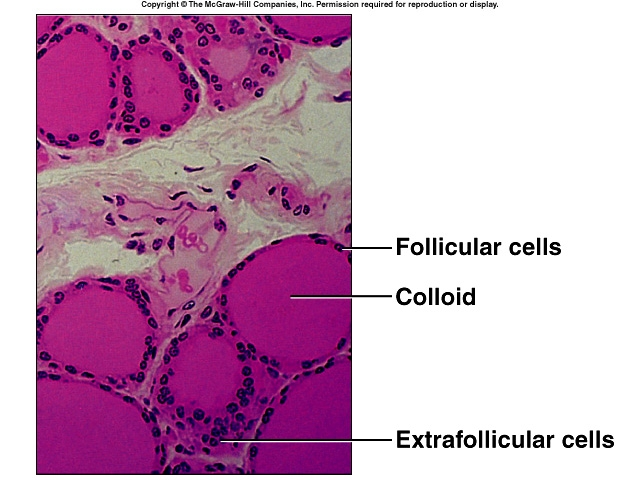 Copyright © The McGraw-Hill Companies, Inc. Permission required for reproduction or display.
Follicular cells
Colloid
Extrafollicular cells